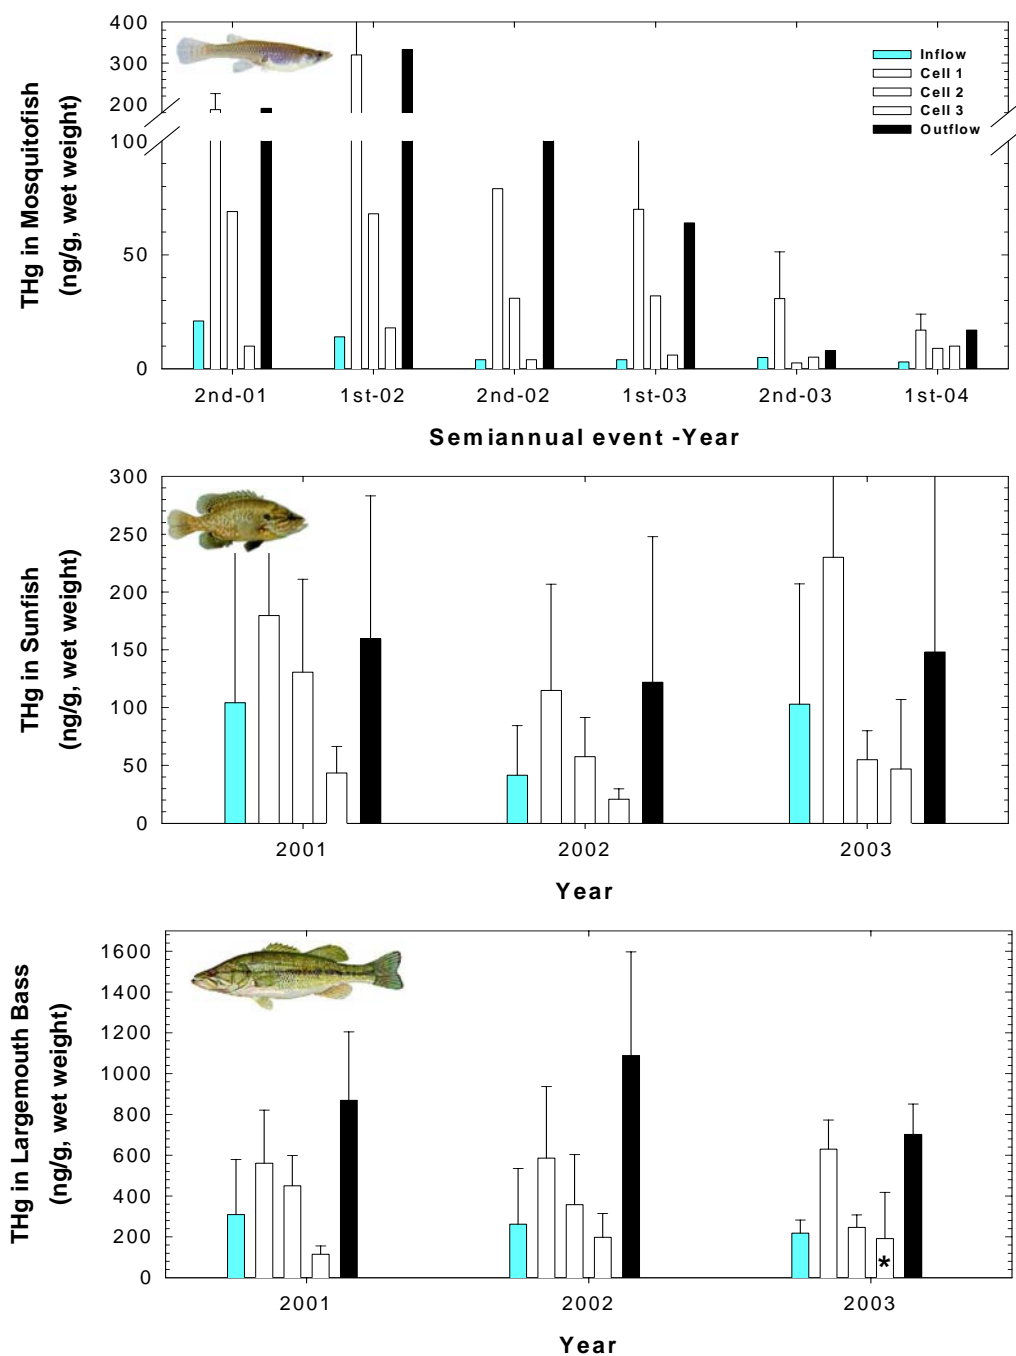 400
300
200
100
50
0
THg in Mosquitofish
(ng/g, wet weight)
Inflow
Cell 1
Cell 2
Cell 3
Outflow
2nd-01 1st-02 2nd-02 1st-03 2nd-03 1st-04
Semiannual event -Year
300
250
200
150
100
50
0
THg in Sunfish
(ng/g, wet weight)
2001 2002 2003
Year
1600
1400
1200
1000
800
600
400
200
0
THg in Largemouth Bass
(ng/g, wet weight)
*
2001 2002 2003
Year